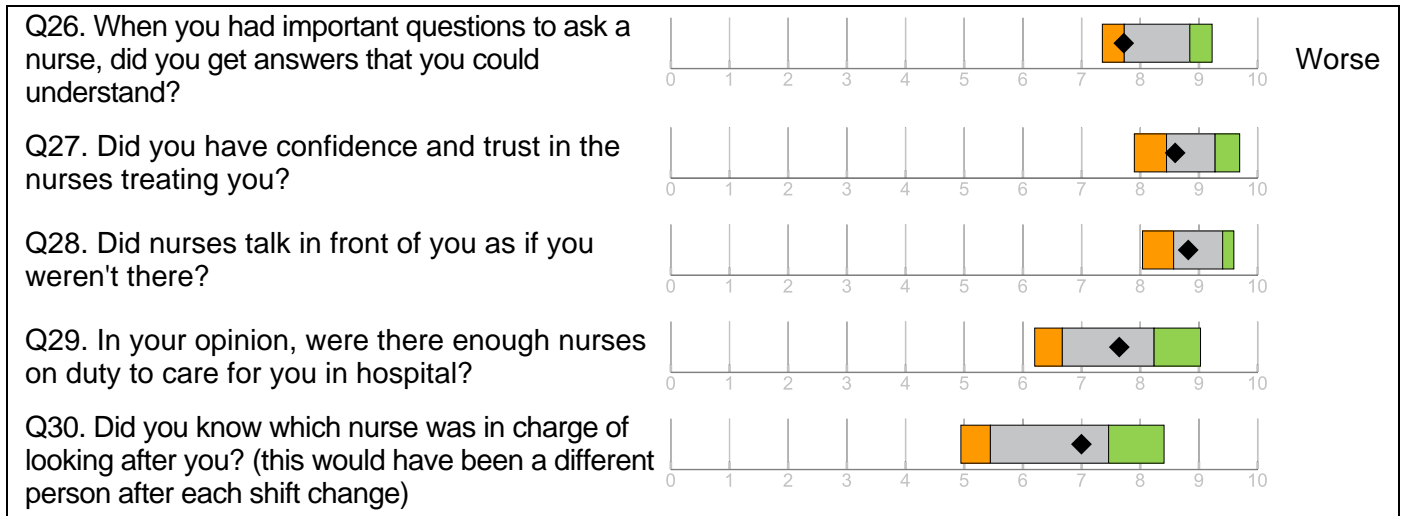 Q26. When you had important questions to ask a
nurse, did you get answers that you could
understand?
0 1 2 3 4 5 6 7 8 9 10
Worse
Q27. Did you have confidence and trust in the
nurses treating you?
0 1 2 3 4 5 6 7 8 9 10
Q28. Did nurses talk in front of you as if you
weren't there?
0 1 2 3 4 5 6 7 8 9 10
Q29. In your opinion, were there enough nurses
on duty to care for you in hospital?
0 1 2 3 4 5 6 7 8 9 10
Q30. Did you know which nurse was in charge of
looking after you? (this would have been a different
person after each shift change)
0 1 2 3 4 5 6 7 8 9 10